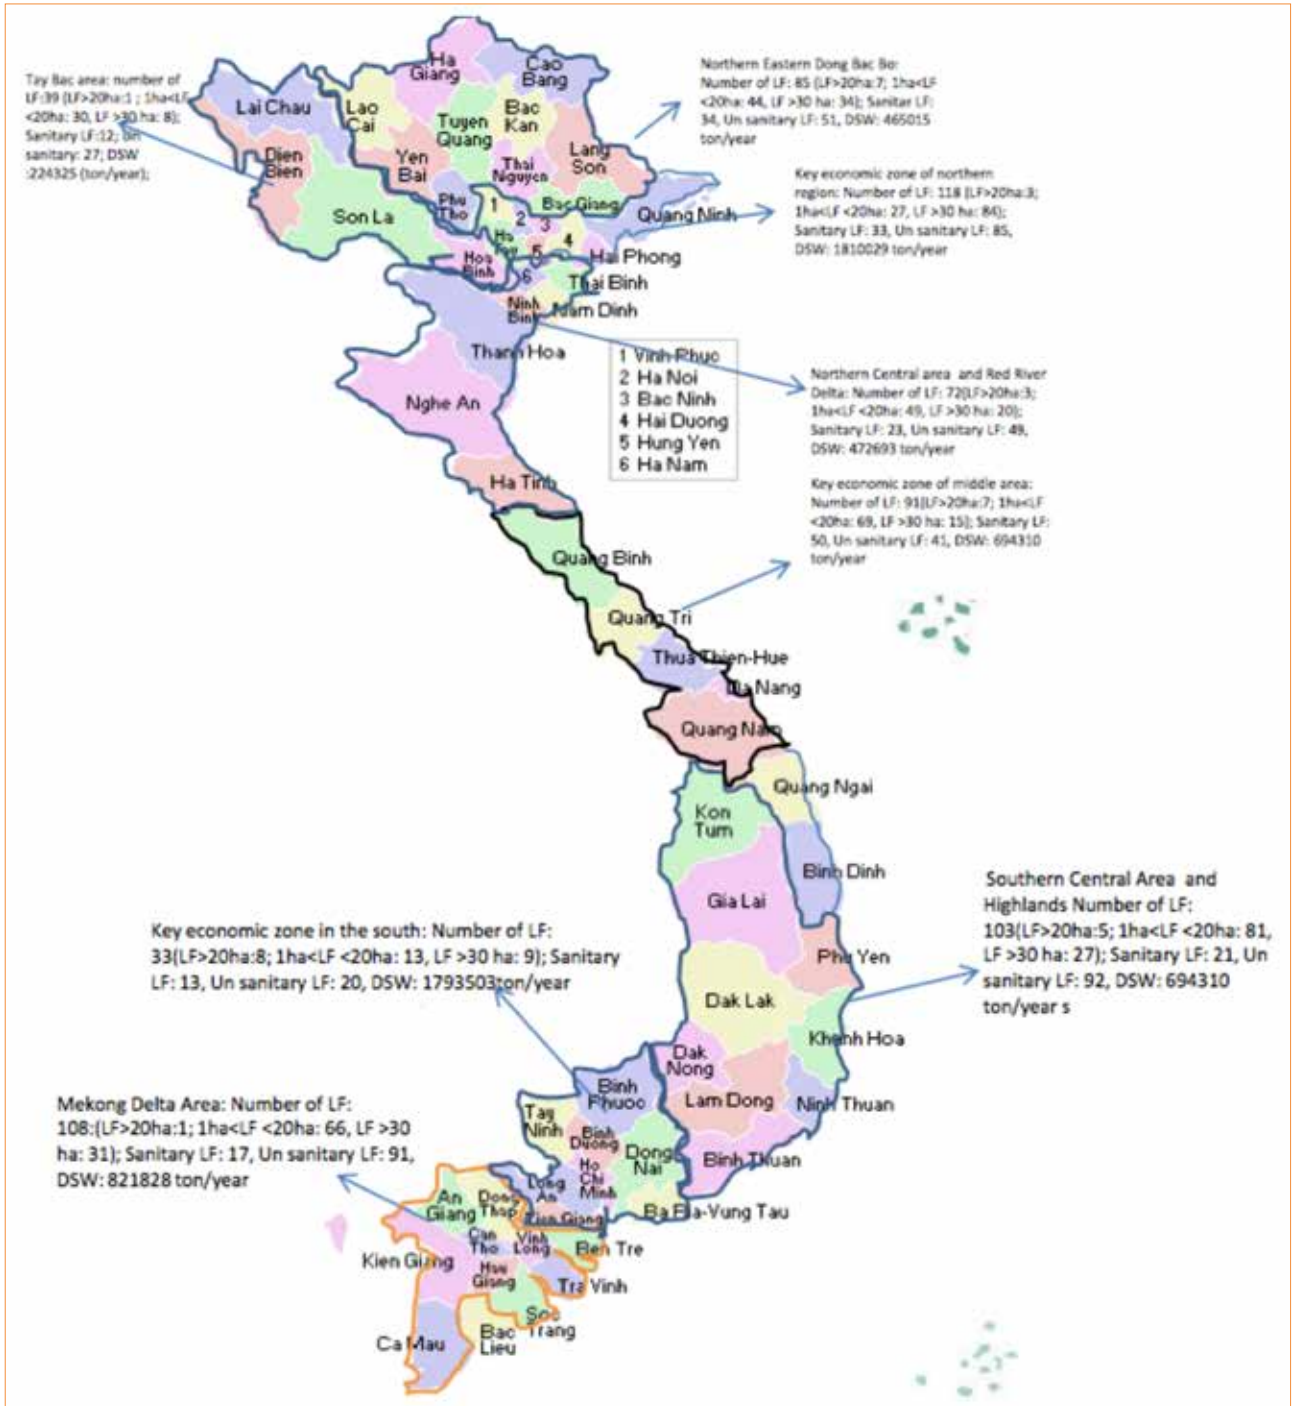 Tay Bac area: number of
LF:39 (LF>20ha:1 ; 1ha<LF
<20ha: 30, LF >30 ha: 8);
Sanitary LF:12; un
sanitary: 27; DSW
:224325 (ton/year);
Northern Eastern Dong Bac Bo:
Number of LF: 85 (LF>20ha:7; 1ha<LF
<20ha: 44, LF >30 ha: 34); Sanitar LF:
34, Un sanitary LF: 51, DSW: 465015
ton/year
Key economic zone of northern
region: Number of LF: 118 (LF>20ha:3;
1ha<LF <20ha: 27, LF >30 ha: 84);
Sanitary LF: 33, Un sanitary LF: 85,
DSW: 1810029 ton/year
Ha
Giang
Cao
Bang
Lai Chau
Lao
Cai
Bac
Kan
Tuyen
Quang
Dien
Bien
Yen
Bai
Thai
Nguyen
Lang
Son
Phu
Tho
Bac Giang
Son La
Quang Ninh
1
2
3
4
5
6
Ha
Tay
Hoa
Binh
Hai Phong
Thai Binh
Ninh
Binh
Nam Dinh
Thanh Hoa
1 Vinh Phuc
2 Ha Noi
3 Bac Ninh
4 Hai Duong
5 Hung Yen
6 Ha Nam
Northern Central area and Red River
Delta: Number of LF: 72(LF>20ha:3;
1ha<LF <20ha: 49, LF >30 ha: 20);
Sanitary LF: 23, Un sanitary LF: 49,
DSW: 472693 ton/year
Nghe An
Ha Tinh
Key economic zone of middle area:
Number of LF: 91(LF>20ha:7; 1ha<LF
<20ha: 69, LF >30 ha: 15); Sanitary LF:
50, Un sanitary LF: 41, DSW: 694310
ton/year
Quang Binh
Quang Tri
Thua Thien-Hue
Da Nang
Quang Nam
Quang Ngai
Kon
Tum
Binh Dinh
Gia Lai
Phu Yen
Dak Lak
Khanh Hoa
Dak
Nong
Lam Dong
Ninh Thuan
Binh Thuan
Southern Central Area and
Highlands Number of LF:
103(LF>20ha:5; 1ha<LF <20ha: 81,
LF >30 ha: 27); Sanitary LF: 21, Un
sanitary LF: 92, DSW: 694310
ton/year s
Key economic zone in the south: Number of LF:
33(LF>20ha:8; 1ha<LF <20ha: 13, LF >30 ha: 9); Sanitary
LF: 13, Un sanitary LF: 20, DSW: 1793503ton/year
Binh
Phuoc
Tay
Ninh
Binh
Duong
Dong
Nai
Ho
Chi
Minh
Long
An
Tien Giang
Ba Ria-Vung Tau
Mekong Delta Area: Number of LF:
108:(LF>20ha:1; 1ha<LF <20ha: 66, LF >30
ha: 31); Sanitary LF: 17, Un sanitary LF: 91,
DSW: 821828 ton/year
An
Giang
Dong
Thap
Can
Tho
Vinh
Long
Ben Tre
Kien Giang
Hau
Giang
Tra Vinh
Soc
Trang
Bac
Lieu
Ca Mau